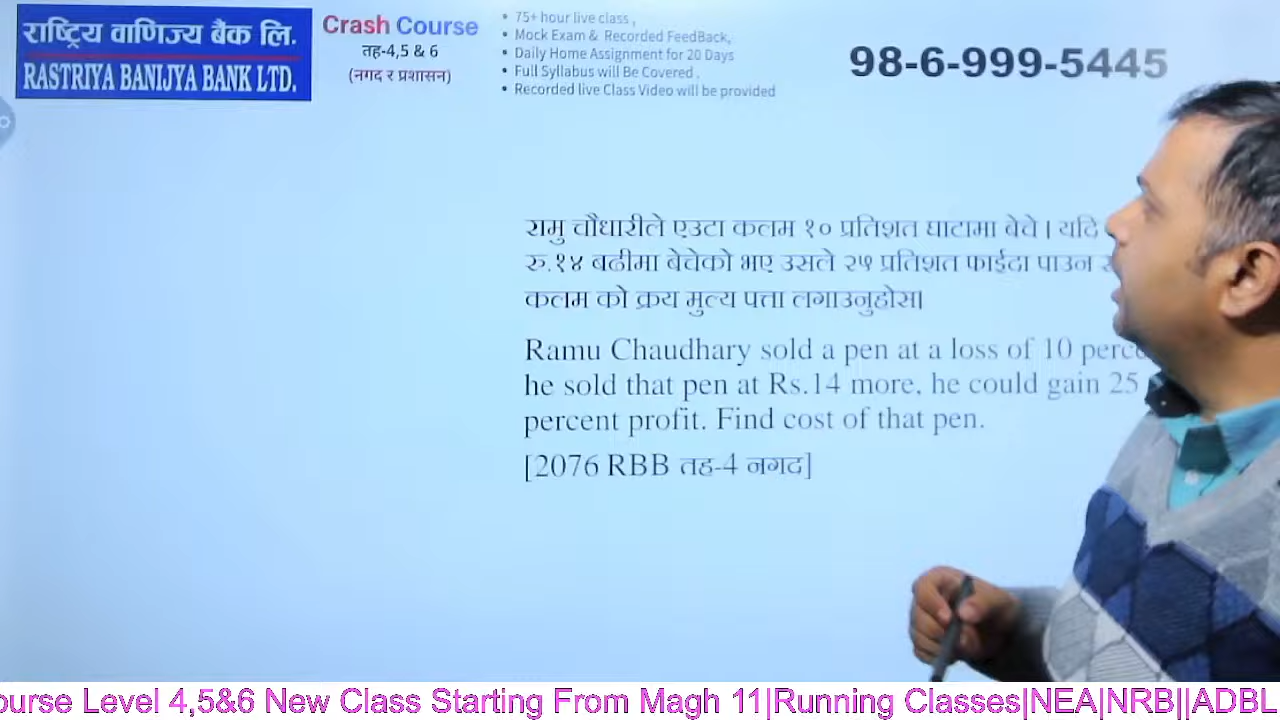 राष्ट्रिय वाणिज्य बैंक लि.
RASTRIYA BANIJYA BANK LTD.
Crash Course
तह-4,5 & 6
(नगद र प्रशासन)
• 75+ hour live class ,
• Mock Exam & Recorded FeedBack,
• Daily Home Assignment for 20 Days
• Full Syllabus will Be Covered .
• Recorded live Class Video will be provided
98-6-999-5445
रामु चौधारीले एउटा कलम १० प्रतिशत घाटामा बेचे । यदि
रु.१४ बढीमा बेचेको भए उसले २५ प्रतिशत फाईदा पाउन
कलम को क्रय मुल्य पत्ता लगाउनुहोस।
Ramu Chaudhary sold a pen at a loss of 10
he sold that pen at Rs.14 more, he could gain 25
percent profit. Find cost of that pen.
[2076 RBB तह-4 नगद]
ourse Level 4,5&6 New Class Starting From Magh 11|Running Classes|NEA|NRB||ADBL